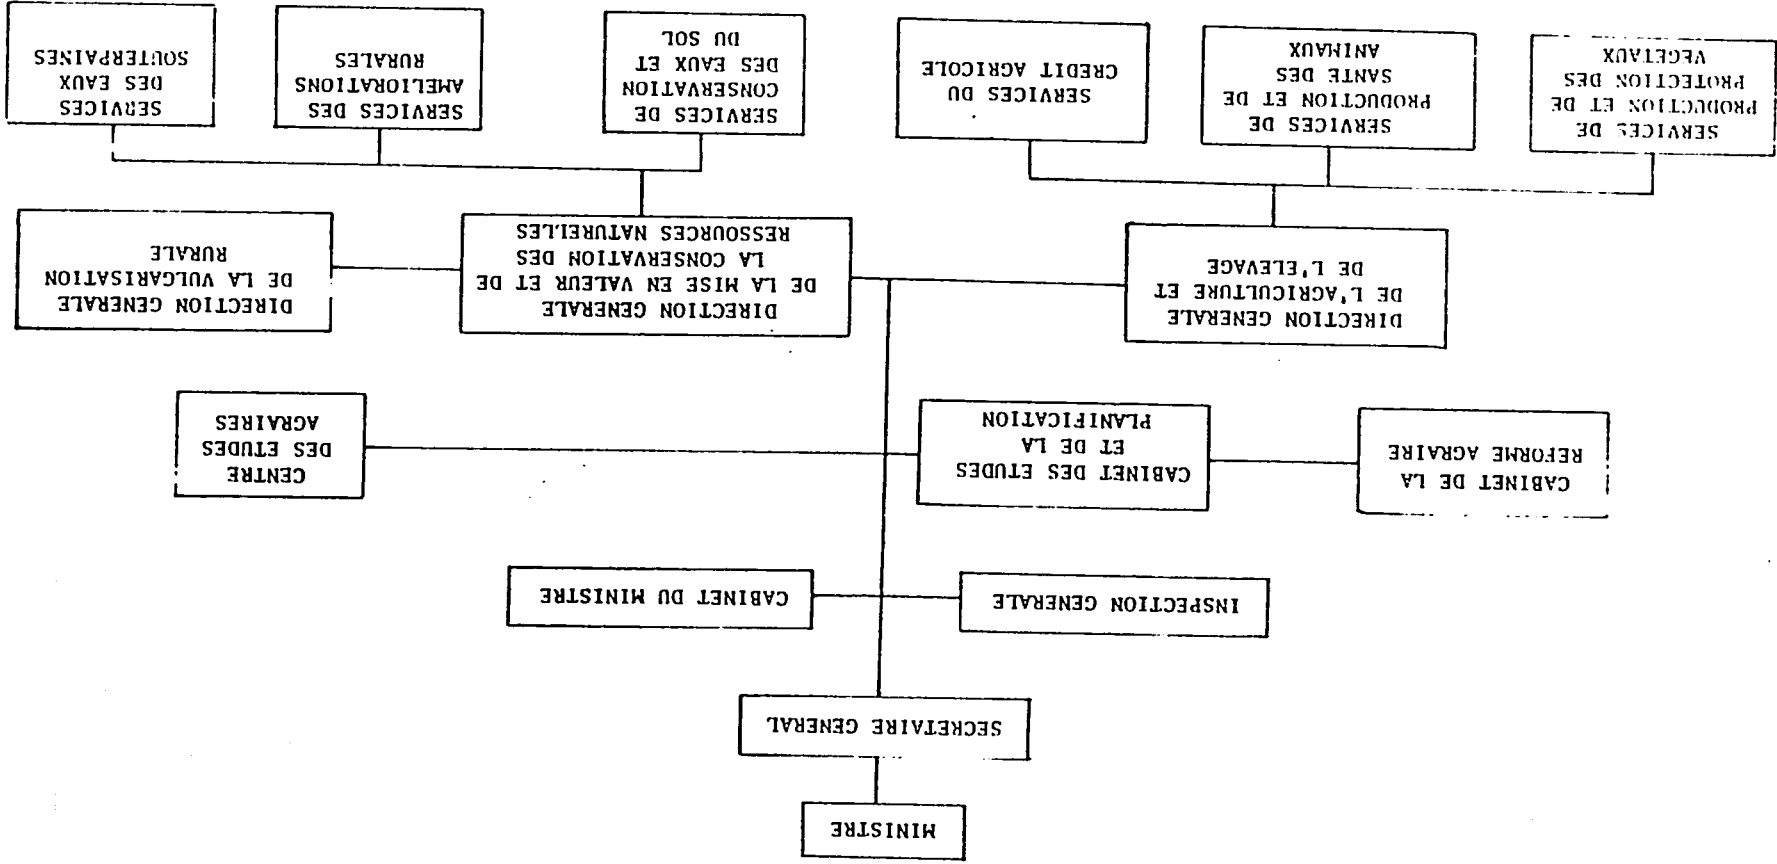 MINISTRE
SECRETAIRE GENERAL
INSPECTION GENERALE
CABINET DU MINISTRE
CABINET DE LA
REFORME AGRAIRE
CABINET DES ETUDES
ET DE LA
PLANIFICATION
CENTRE
DES ETUDES
AGRAIRES
DIRECTION GENERALE
DE L'AGRICULTURE ET
DE L'ELEVAGE
DIRECTION GENERALE
DE LA MISE EN VALEUR ET DE
LA CONSERVATION DES
RESSOURCES NATURELLES
DIRECTION GENERALE
DE LA VULGARISATION
RURALE
SERVICES DE
PRODUCTION ET DE
PROTECTION DES
VEGETAUX
SERVICES DE
PRODUCTION ET DE
SANTE DES
ANIMAUX
SERVICES DU
CREDIT AGRICOLE
SERVICES DE
CONSERVATION
DES EAUX ET
DU SOL
SERVICES DES
AMELIORATIONS
RURALES
SERVICES
DES EAUX
SOUTERPAINES